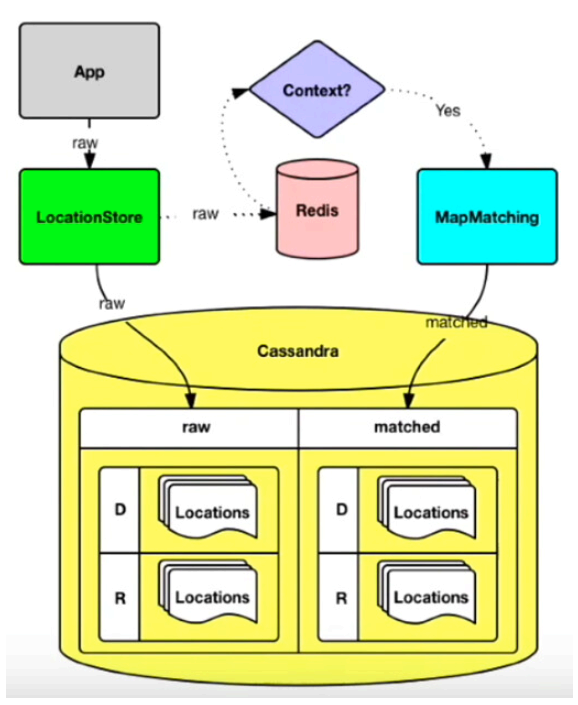 App
Context?
Yes
raw
LocationStore
raw
Redis
MapMatching
raw
matched
Cassandra
raw
matched
D
Locations
D
Locations
R
Locations
R
Locations